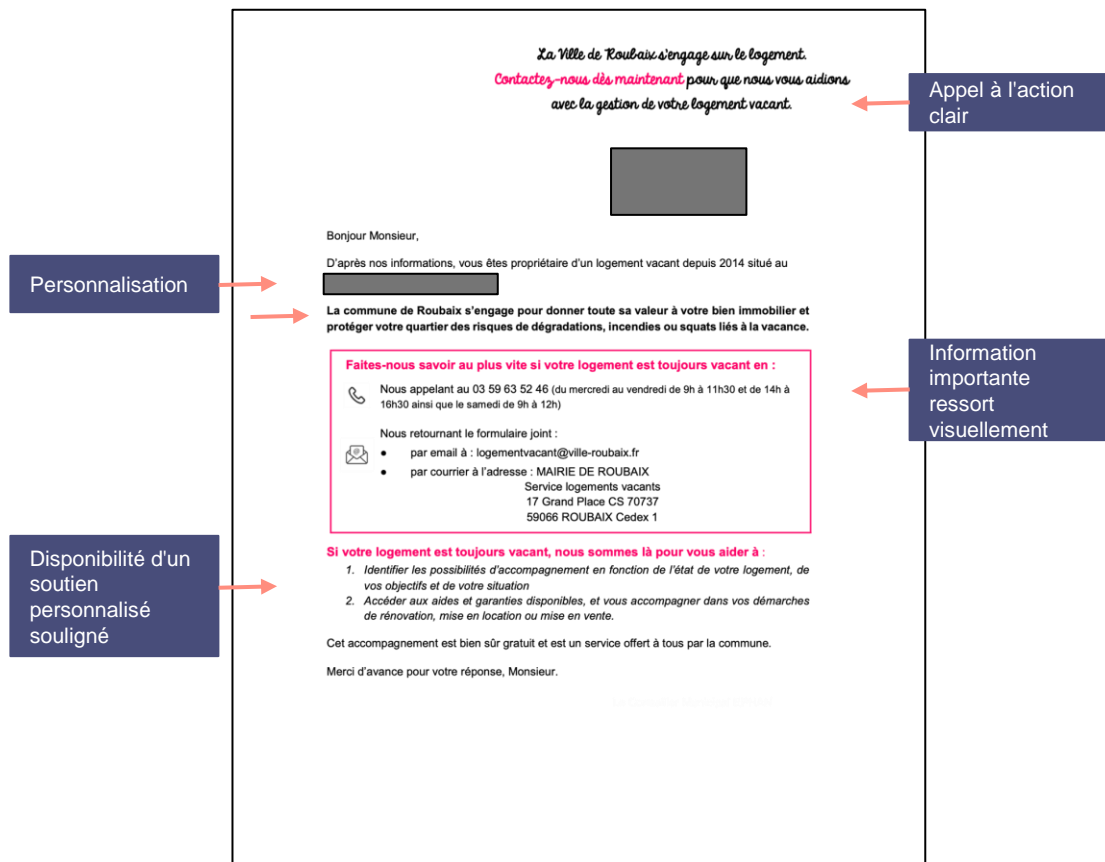 La Ville de Roubaix s'engage sur le logement.
Contactez-nous dès maintenant pour que nous vous aidions
avec la gestion de votre logement vacant.
Appel à l'action
clair
Bonjour Monsieur,
D'après nos informations, vous êtes propriétaire d'un logement vacant depuis 2014 situé au
Personnalisation
La commune de Roubaix s'engage pour donner toute sa valeur à votre bien immobilier et
protéger votre quartier des risques de dégradations, incendies ou squats liés à la vacance.
Faites-nous savoir au plus vite si votre logement est toujours vacant en :
Nous appelant au 03 59 63 52 46 (du mercredi au vendredi de 9h à 11h30 et de 14h à
16h30 ainsi que le samedi de 9h à 12h)
Nous retournant le formulaire joint :
● par email à : logementvacant@ville-roubaix.fr
● par courrier à l'adresse : MAIRIE DE ROUBAIX
Service logements vacants
17 Grand Place CS 70737
59066 ROUBAIX Cedex 1
Information
importante
ressort
visuellement
Si votre logement est toujours vacant, nous sommes là pour vous aider à :
1. Identifier les possibilités d'accompagnement en fonction de l'état de votre logement, de
vos objectifs et de votre situation
2. Accéder aux aides et garanties disponibles, et vous accompagner dans vos démarches
de rénovation, mise en location ou mise en vente.
Disponibilité d'un
soutien
personnalisé
souligné
Cet accompagnement est bien sûr gratuit et est un service offert à tous par la commune.
Merci d'avance pour votre réponse, Monsieur.